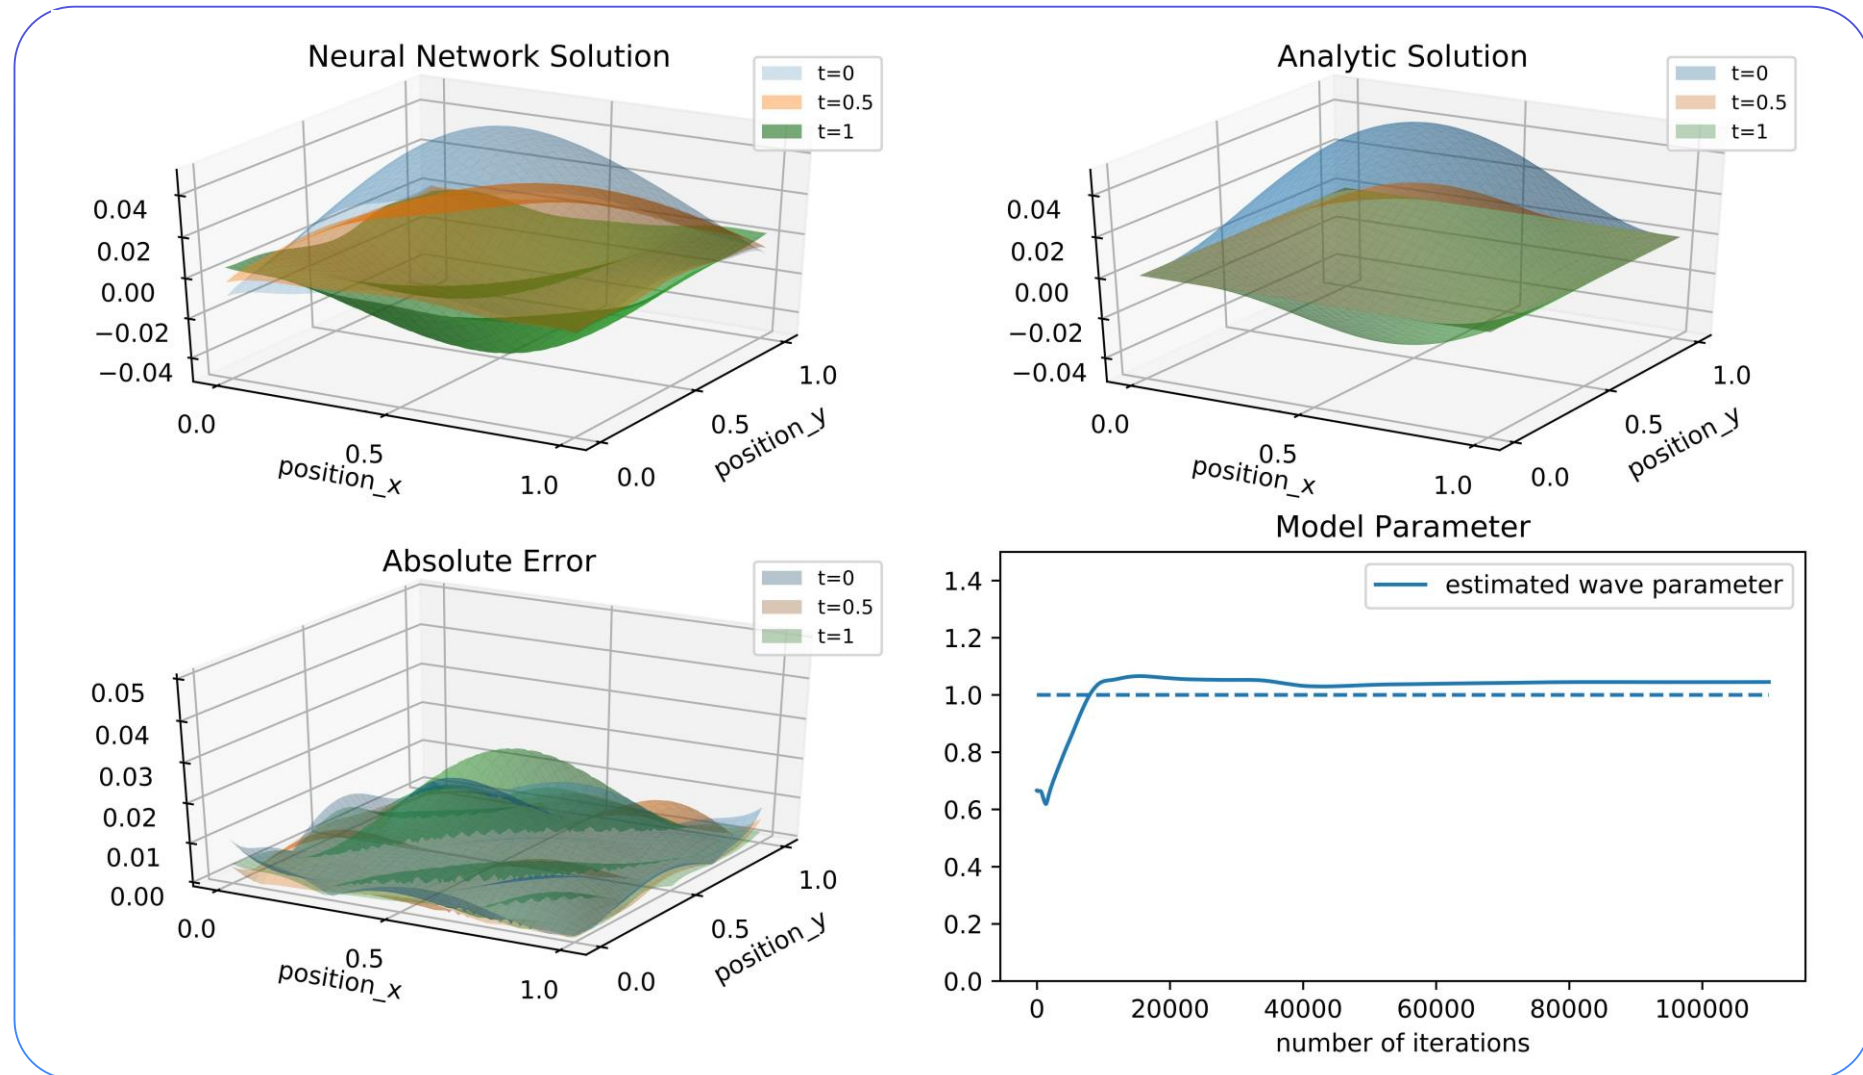 Neural Network Solution
t=0
t=0.5
t=1
0.04
0.02
0.00
−0.02
−0.04
0.0
0.5
1.0
position_x
0.0
0.5
1.0
position_y
Analytic Solution
t=0
t=0.5
t=1
0.04
0.02
0.00
−0.02
−0.04
0.0
0.5
1.0
position_x
0.0
0.5
1.0
position_y
Absolute Error
t=0
t=0.5
t=1
0.05
0.04
0.03
0.02
0.01
0.00
0.0
0.5
1.0
position_x
0.0
0.5
1.0
position_y
Model Parameter
estimated wave parameter
1.4
1.2
1.0
0.8
0.6
0.4
0.2
0.0
0 20000 40000 60000 80000 100000
number of iterations